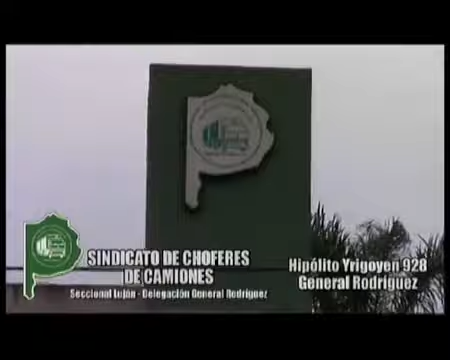 SINDICATO DE CHOFERES
DE CAMIONES
Seccional Luján - Delegación General Rodríguez
Hipólito Yrigoyen 928
General Rodríguez